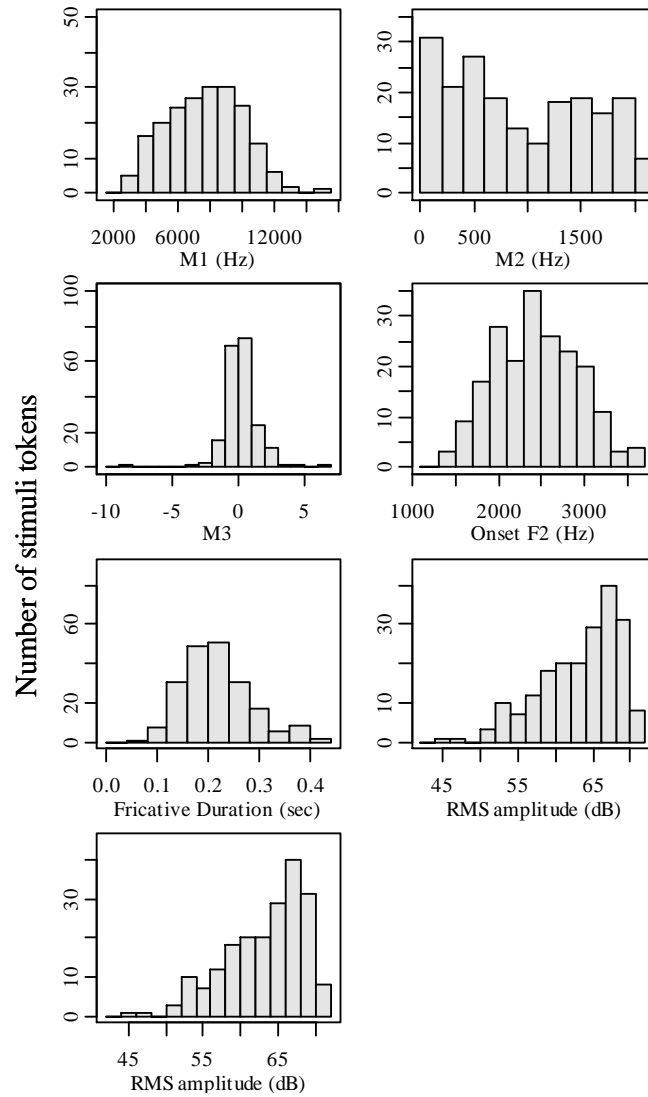 Number of stimuli tokens
0 10 30 50
2000 6000 12000
M1 (Hz)
0 10 20 30
0 500 1500
M2 (Hz)
0 20 60 100
-10 -5 0 5
M3
0 10 20 30
1000 2000 3000
Onset F2 (Hz)
0 20 60
0.0 0.1 0.2 0.3 0.4
Fricative Duration (sec)
0 10 30
45 55 65
RMS amplitude (dB)
0 10 30
45 55 65
RMS amplitude (dB)